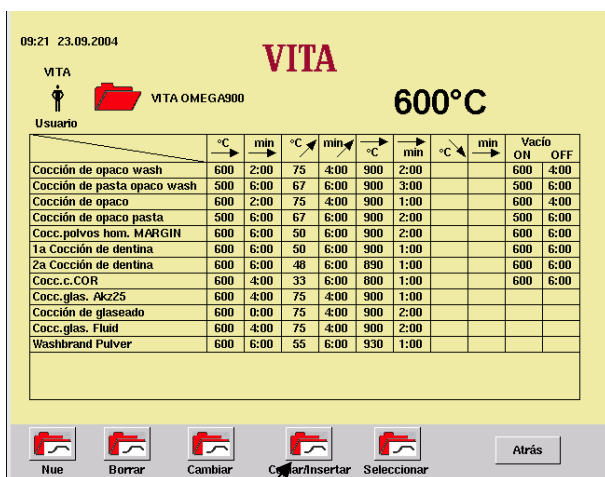 09:21 23.09.2004
VITA
VITA
VITA OMEGA900
600°C
Usuario
°C min °C min °C min °C min Vacío
ON OFF
Cocción de opaco wash 600 2:00 75 4:00 900 2:00 600 4:00
Cocción de pasta opaco wash 500 6:00 67 6:00 900 3:00 500 6:00
Cocción de opaco 600 2:00 75 4:00 900 1:00 600 4:00
Cocción de opaco pasta 500 6:00 67 6:00 900 2:00 500 6:00
Cocc.polvos hom. MARGIN 600 6:00 50 6:00 900 2:00 600 6:00
1a Cocción de dentina 600 6:00 50 6:00 900 1:00 600 6:00
2a Cocción de dentina 600 6:00 48 6:00 890 1:00 600 6:00
Cocc.c.COR 600 4:00 33 6:00 800 1:00 600 6:00
Cocc.glas. Akz25 600 4:00 75 4:00 900 1:00
Cocción de glaseado 600 0:00 75 4:00 900 2:00
Cocc.glas. Fluid 600 4:00 75 4:00 900 2:00
Washbrand Pulver 600 6:00 55 6:00 930 1:00
Nue Borrar Cambiar Copiar/Insertar Seleccionar Atrás